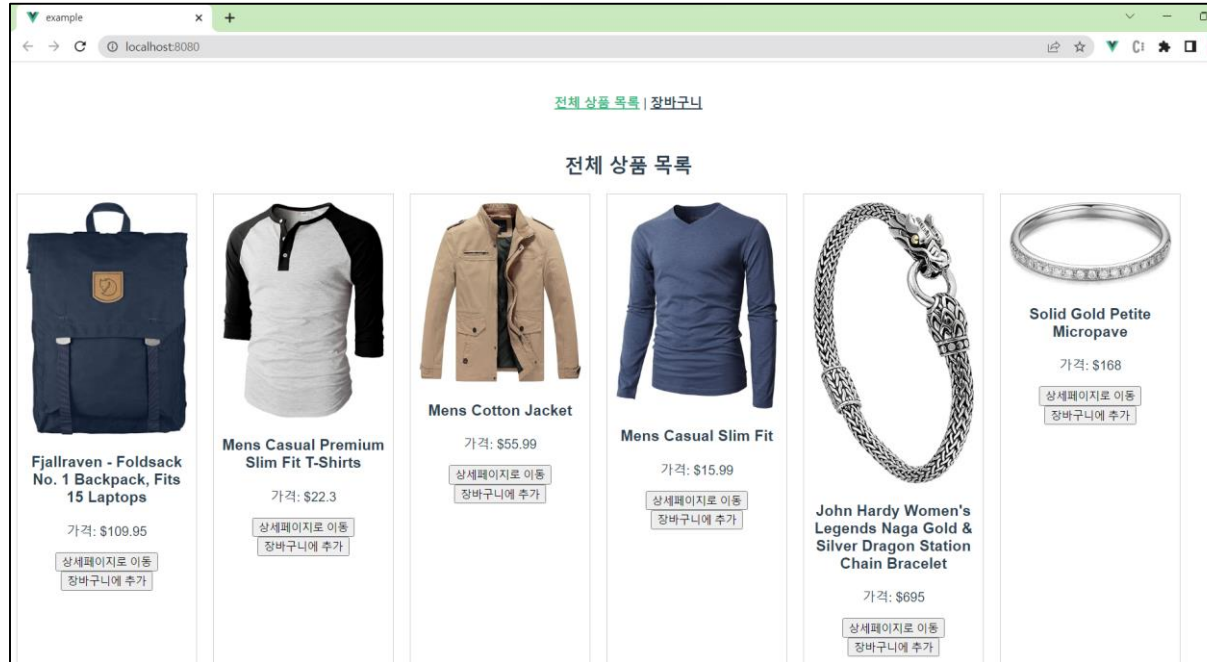 example
localhost:8080
전체 상품 목록 | 장바구니
전체 상품 목록
Fjallraven - Foldsack
No. 1 Backpack, Fits
15 Laptops
가격: $109.95
상세페이지로 이동
장바구니에 추가
Mens Casual Premium
Slim Fit T-Shirts
가격: $22.3
상세페이지로 이동
장바구니에 추가
Mens Cotton Jacket
가격: $55.99
상세페이지로 이동
장바구니에 추가
Mens Casual Slim Fit
가격: $15.99
상세페이지로 이동
장바구니에 추가
John Hardy Women's
Legends Naga Gold &
Silver Dragon Station
Chain Bracelet
가격: $695
상세페이지로 이동
장바구니에 추가
Solid Gold Petite
Micropave
가격: $168
상세페이지로 이동
장바구니에 추가